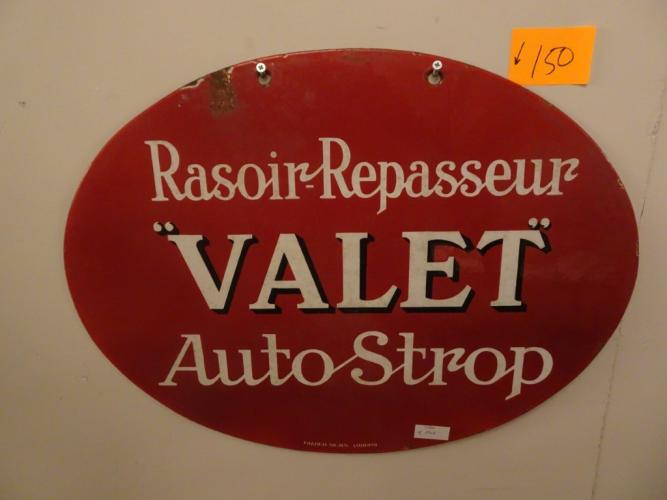 150
Rasoir-Repasseur
"VALET"
Auto Strop